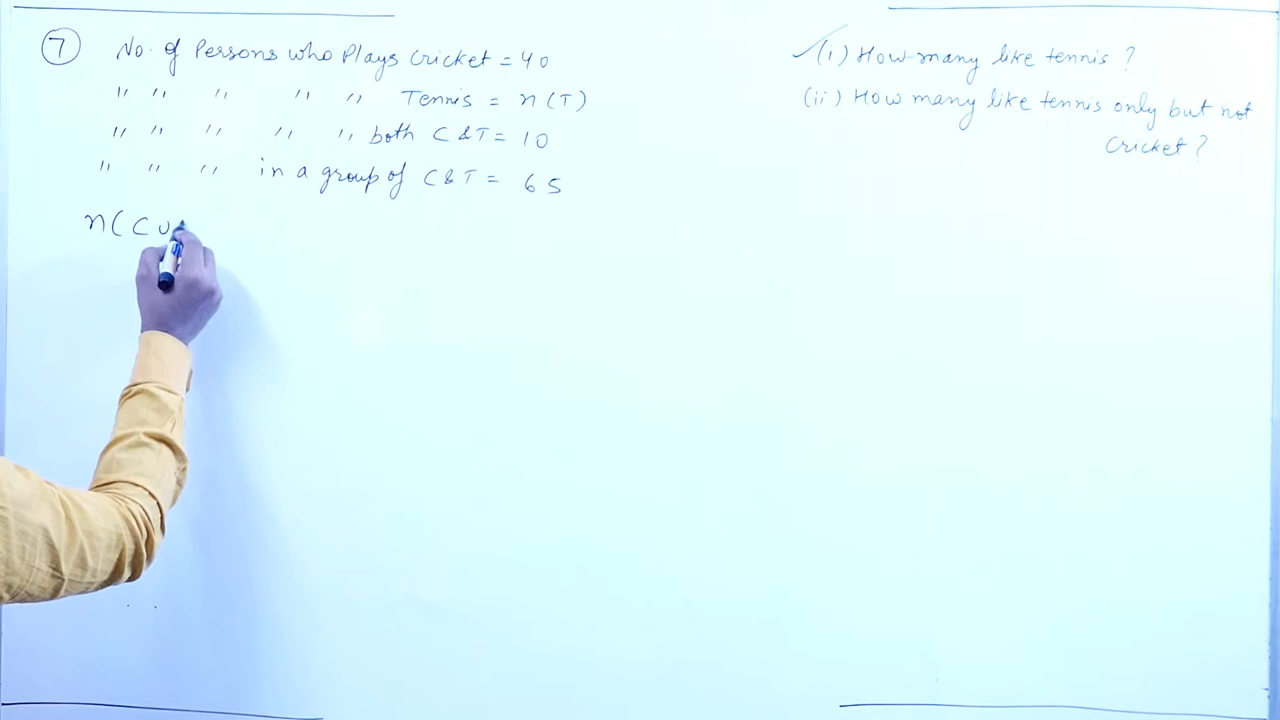 7 No. of Persons who Plays Cricket = 40
" " " " " Tennis = n(T)
" " " " " both C & T = 10
" " " in a group of C & T = 65
n(C ∪
(i) How many like tennis ?
(ii) How many like tennis only but not
Cricket ?